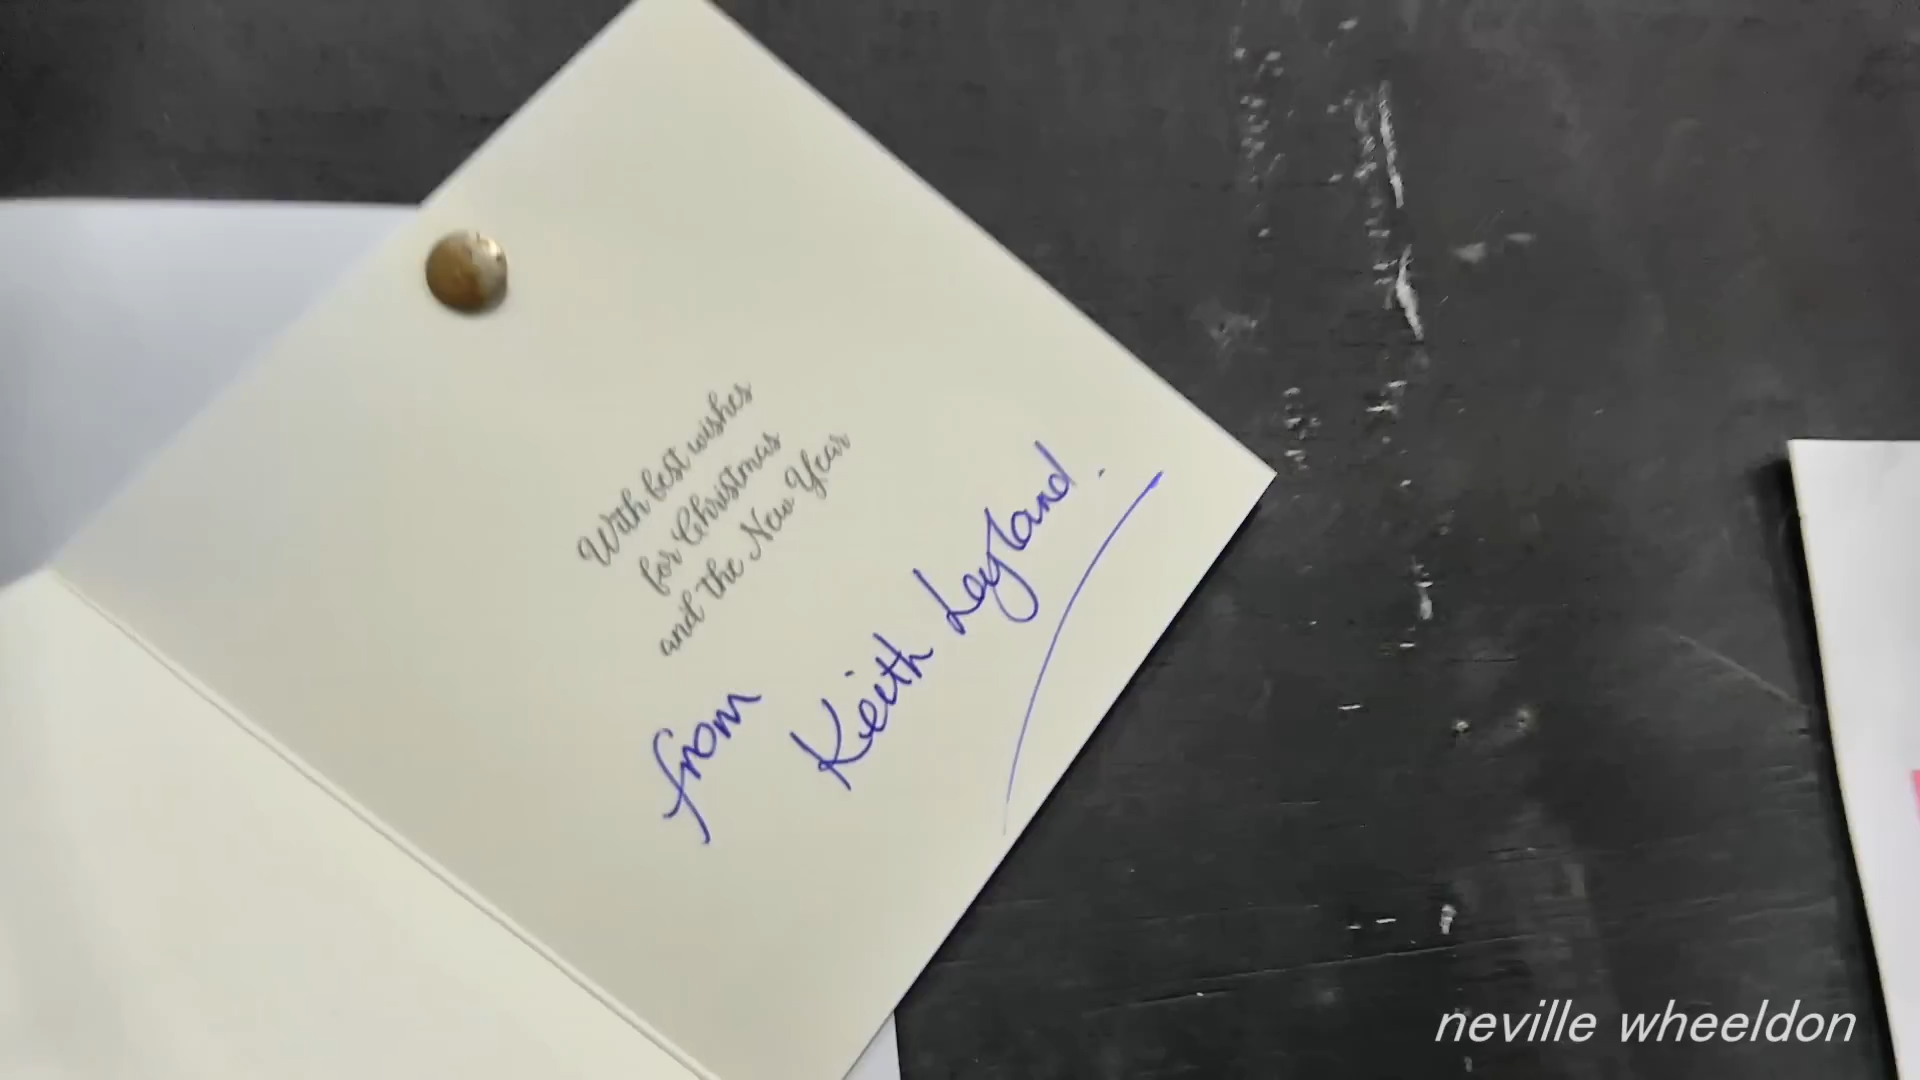 With best wishes
for Christmas
and the New Year
from
Keith Leyland.
neville wheeldon